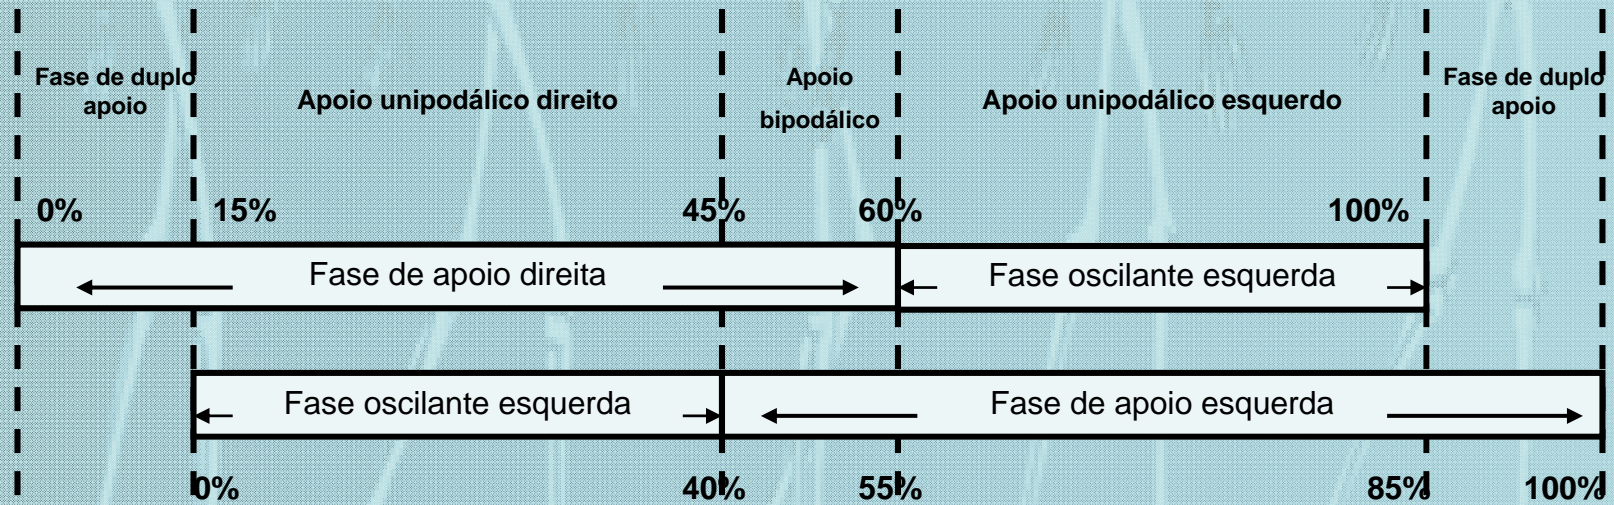 Fase de duplo
apoio
Apoio unipodálico direito
Apoio
bipodálico
Apoio unipodálico esquerdo
Fase de duplo
apoio
0% 15% 45% 60% 100%
Fase de apoio direita Fase oscilante esquerda
Fase oscilante esquerda Fase de apoio esquerda
0% 40% 55% 85% 100%